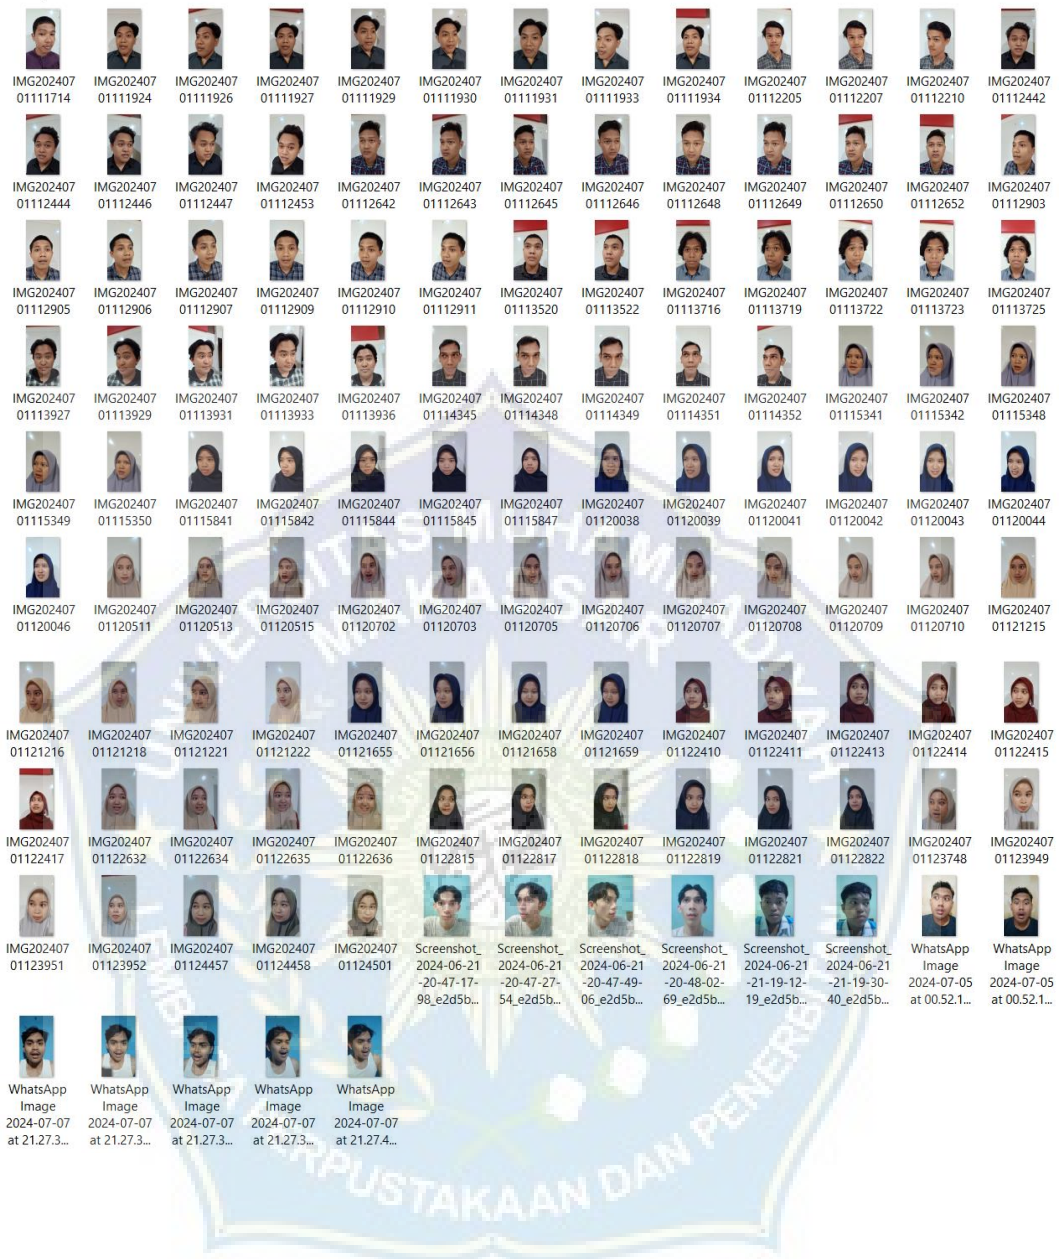 IMG202407 IMG202407 IMG202407 IMG202407 IMG202407 IMG202407 IMG202407 IMG202407 IMG202407 IMG202407 IMG202407 IMG202407 IMG202407
01111714 01111924 01111926 01111927 01111929 01111930 01111931 01111933 01111934 01112205 01112207 01112210 01112442
IMG202407 IMG202407 IMG202407 IMG202407 IMG202407 IMG202407 IMG202407 IMG202407 IMG202407 IMG202407 IMG202407 IMG202407 IMG202407
01112444 01112446 01112447 01112453 01112642 01112643 01112645 01112646 01112648 01112649 01112650 01112652 01112903
IMG202407 IMG202407 IMG202407 IMG202407 IMG202407 IMG202407 IMG202407 IMG202407 IMG202407 IMG202407 IMG202407 IMG202407 IMG202407
01112905 01112906 01112907 01112909 01112910 01112911 01113520 01113522 01113716 01113719 01113722 01113723 01113725
IMG202407 IMG202407 IMG202407 IMG202407 IMG202407 IMG202407 IMG202407 IMG202407 IMG202407 IMG202407 IMG202407 IMG202407 IMG202407
01113927 01113929 01113931 01113933 01113936 01114345 01114348 01114349 01114351 01114352 01115341 01115342 01115348
IMG202407 IMG202407 IMG202407 IMG202407 IMG202407 IMG202407 IMG202407 IMG202407 IMG202407 IMG202407 IMG202407 IMG202407 IMG202407
01115349 01115350 01115841 01115842 01115844 01115845 01115847 01120038 01120039 01120041 01120042 01120043 01120044
IMG202407 IMG202407 IMG202407 IMG202407 IMG202407 IMG202407 IMG202407 IMG202407 IMG202407 IMG202407 IMG202407 IMG202407 IMG202407
01120046 01120511 01120513 01120515 01120702 01120703 01120705 01120706 01120707 01120708 01120709 01120710 01121215
IMG202407 IMG202407 IMG202407 IMG202407 IMG202407 IMG202407 IMG202407 IMG202407 IMG202407 IMG202407 IMG202407 IMG202407 IMG202407
01121216 01121218 01121221 01121222 01121655 01121656 01121658 01121659 01122410 01122411 01122413 01122414 01122415
IMG202407 IMG202407 IMG202407 IMG202407 IMG202407 IMG202407 IMG202407 IMG202407 IMG202407 IMG202407 IMG202407 IMG202407 IMG202407
01122417 01122632 01122634 01122635 01122636 01122815 01122817 01122818 01122819 01122821 01122822 01123748 01123949
IMG202407 IMG202407 IMG202407 IMG202407 IMG202407 Screenshot_ Screenshot_ Screenshot_ Screenshot_ Screenshot_ Screenshot_ WhatsApp WhatsApp
01123951 01123952 01124457 01124458 01124501 2024-06-21 2024-06-21 2024-06-21 2024-06-21 2024-06-21 2024-06-21 Image Image
-20-47-17- -20-47-27- -20-47-49- -20-48-02- -21-19-12- -21-19-30- 2024-07-05 2024-07-05
98_e2d5b... 54_e2d5b... 06_e2d5b... 69_e2d5b... 19_e2d5b... 40_e2d5b... at 00.52.1... at 00.52.1...
WhatsApp WhatsApp WhatsApp WhatsApp WhatsApp
Image Image Image Image Image
2024-07-07 2024-07-07 2024-07-07 2024-07-07 2024-07-07
at 21.27.3... at 21.27.3... at 21.27.3... at 21.27.3... at 21.27.4...
UNIVERSITAS MUHAMMADIYAH
MAKASSAR
LEMBAGA PERPUSTAKAAN DAN PENERBITAN